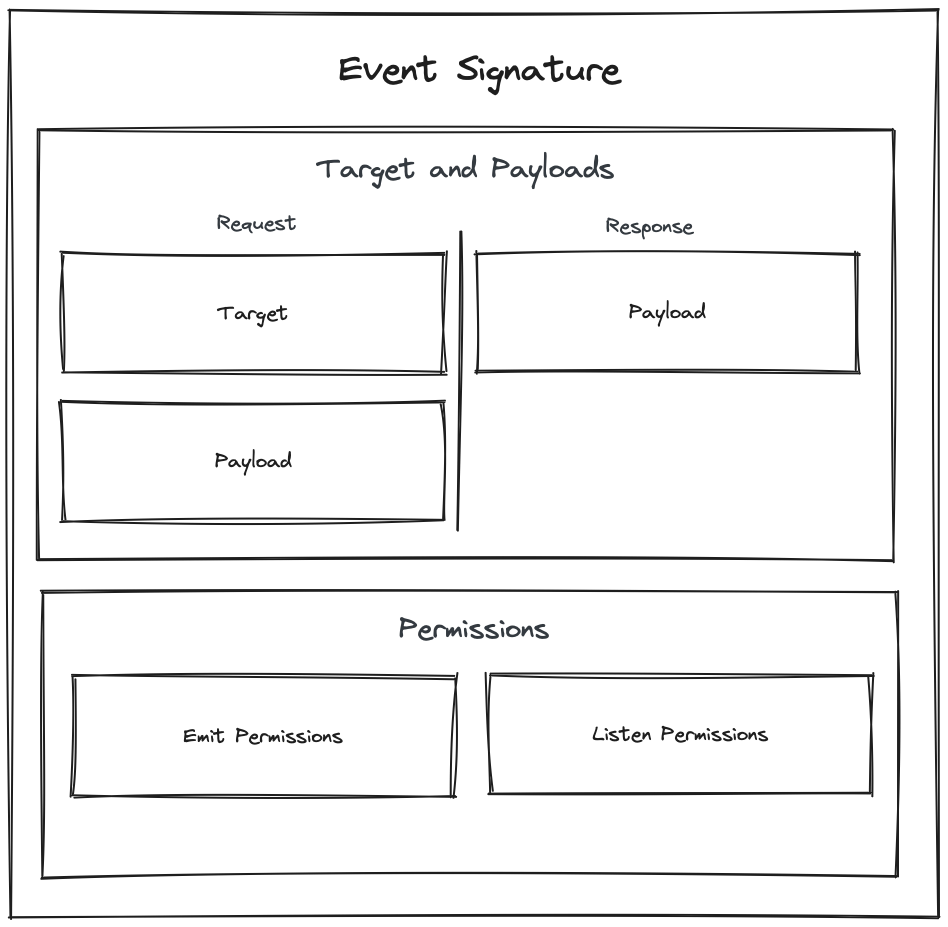 Event Signature
Target and Payloads
Request
Response
Target
Payload
Payload
Permissions
Emit Permissions
Listen Permissions